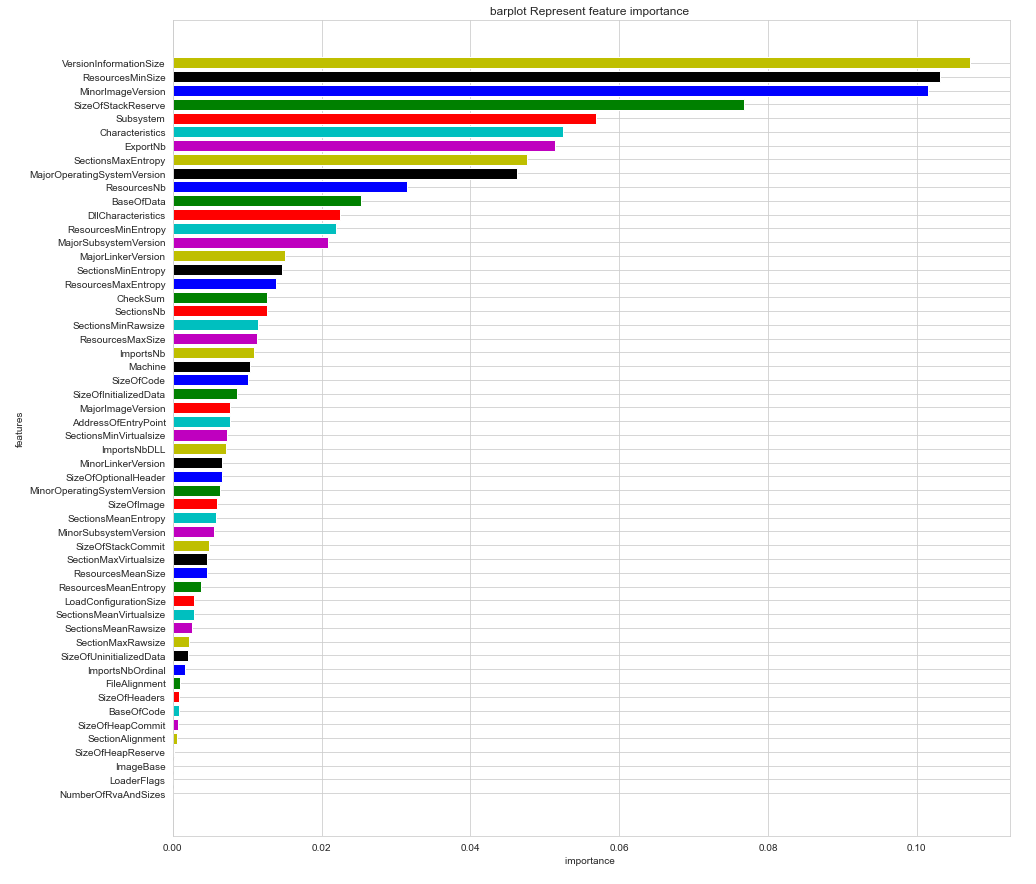 barplot Represent feature importance
VersionInformationSize
ResourcesMinSize
MinorImageVersion
SizeOfStackReserve
Subsystem
Characteristics
ExportNb
SectionsMaxEntropy
MajorOperatingSystemVersion
ResourcesNb
BaseOfData
DllCharacteristics
ResourcesMinEntropy
MajorSubsystemVersion
MajorLinkerVersion
SectionsMinEntropy
ResourcesMaxEntropy
CheckSum
SectionsNb
SectionsMinRawsize
ResourcesMaxSize
ImportsNb
Machine
SizeOfCode
SizeOfInitializedData
MajorImageVersion
AddressOfEntryPoint
SectionsMinVirtualsize
ImportsNbDLL
MinorLinkerVersion
SizeOfOptionalHeader
MinorOperatingSystemVersion
SizeOfImage
SectionsMeanEntropy
MinorSubsystemVersion
SizeOfStackCommit
SectionMaxVirtualsize
ResourcesMeanSize
ResourcesMeanEntropy
LoadConfigurationSize
SectionsMeanVirtualsize
SectionsMeanRawsize
SectionMaxRawsize
SizeOfUninitializedData
ImportsNbOrdinal
FileAlignment
SizeOfHeaders
BaseOfCode
SizeOfHeapCommit
SectionAlignment
SizeOfHeapReserve
ImageBase
LoaderFlags
NumberOfRvaAndSizes
features
0.00 0.02 0.04 0.06 0.08 0.10
importance